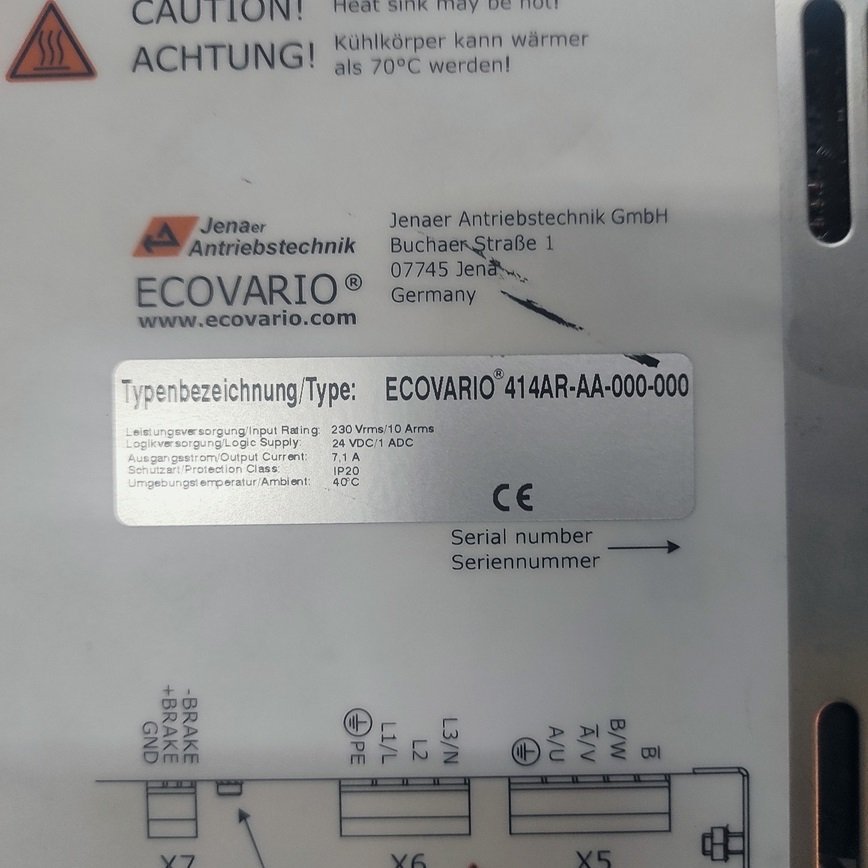 CAUTION!
Heat sink may be hot!
ACHTUNG!
Kühlkörper kann wärmer
als 70°C werden!
Jenaer
Antriebstechnik
ECOVARIO®
www.ecovario.com
Jenaer Antriebstechnik GmbH
Buchaer Straße 1
07745 Jena
Germany
Typenbezeichnung/Type: ECOVARIO® 414AR-AA-000-000
Leistungsversorgung/Input Rating: 230 Vrms/10 Arms
Logikversorgung/Logic Supply: 24 VDC/1 ADC
Ausgangsstrom/Output Current: 7,1 A
Schutzart/Protection Class: IP20
Umgebungstemperatur/Ambient: 40°C
CE
Serial number
Seriennummer
-BRAKE
+BRAKE
GND
PE
L1/L
L2
L3/N
A/U
A̅/V
B/W
B̅
X7
X6
X5